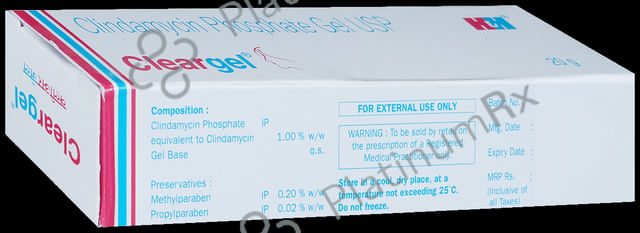 Clindamycin Phosphate Gel USP
Cleargel®
20 g
Cleargel®
Composition :
Clindamycin Phosphate IP
equivalent to Clindamycin 1.00 % w/w
Gel Base q.s.
Preservatives :
Methylparaben IP 0.20 % w/w
Propylparaben IP 0.02 % w/w
FOR EXTERNAL USE ONLY
WARNING : To be sold by retail on
the prescription of a Registered
Medical Practitioner only.
Store in a cool, dry place, at a
temperature not exceeding 25°C.
Do not freeze.
Batch No. :
Mfg. Date :
Expiry Date :
MRP Rs. :
(Inclusive of
all Taxes)
PlatinumRx